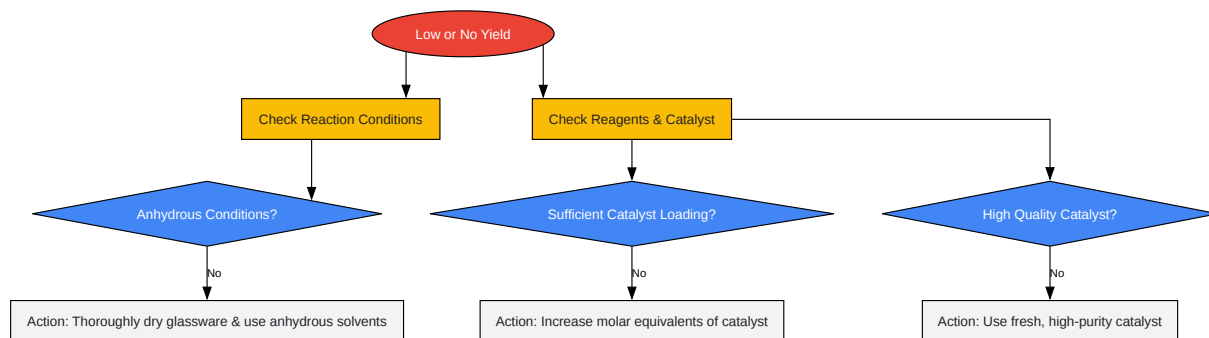 Low or No Yield
Check Reaction Conditions
Check Reagents & Catalyst
Anhydrous Conditions?
Sufficient Catalyst Loading?
High Quality Catalyst?
No
No
No
Action: Thoroughly dry glassware & use anhydrous solvents
Action: Increase molar equivalents of catalyst
Action: Use fresh, high-purity catalyst